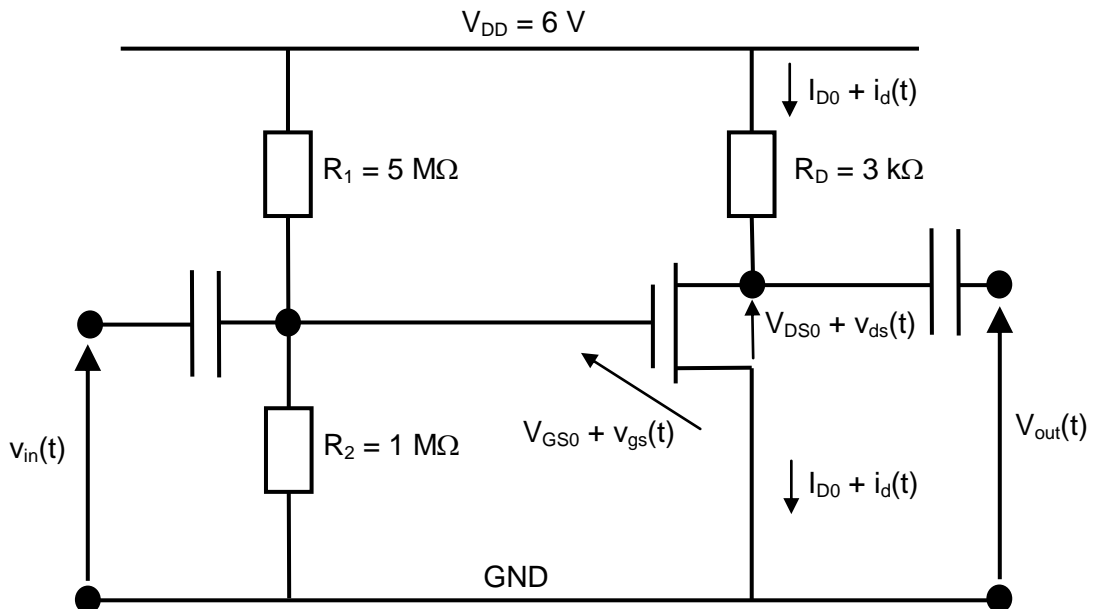 V_DD = 6 V
I_D0 + i_d(t)
R_1 = 5 MΩ
R_D = 3 kΩ
V_DS0 + v_ds(t)
V_GS0 + v_gs(t)
v_in(t)
R_2 = 1 MΩ
V_out(t)
I_D0 + i_d(t)
GND